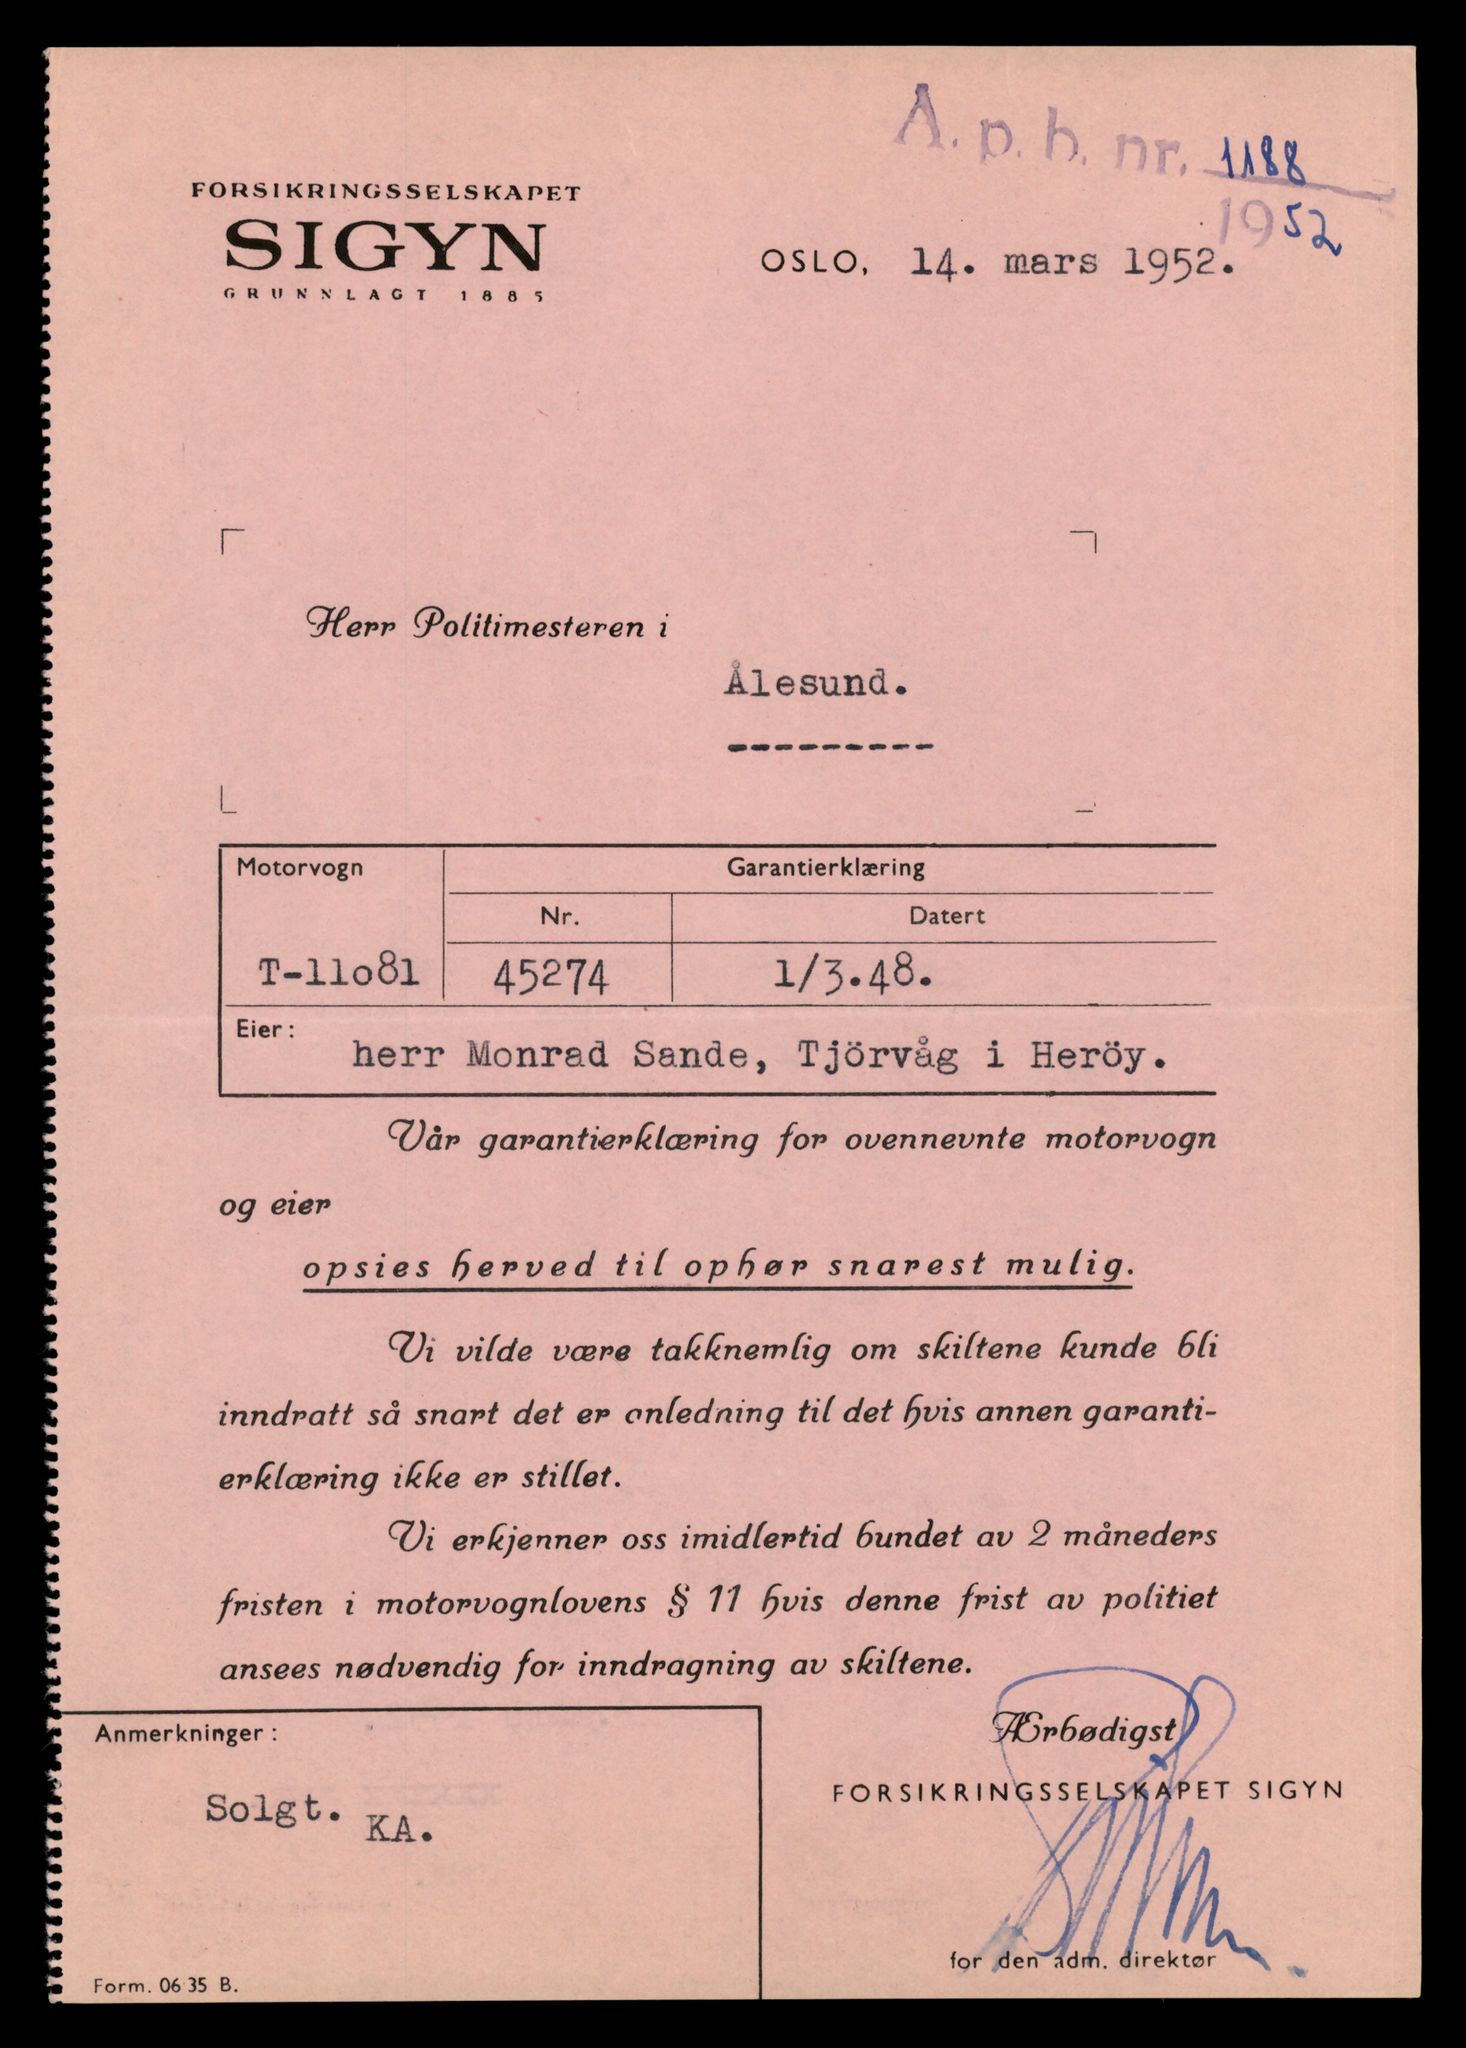 A. p. h. nr. 1188
1952
FORSIKRINGSSELSKAPET
SIGYN
GRUNNLAGT 1885
OSLO, 14. mars 1952.
Herr Politimesteren i
Ålesund.
---------
Motorvogn
Garantierklæring
Nr.
Datert
T-11o81
45274
1/3.48.
Eier:
herr Monrad Sande, Tjörvåg i Heröy.
Vår garantierklæring for ovennevnte motorvogn
og eier
opsies herved til ophør snarest mulig.
Vi vilde være takknemlig om skiltene kunde bli
inndratt så snart det er anledning til det hvis annen garanti-
erklæring ikke er stillet.
Vi erkjenner oss imidlertid bundet av 2 måneders
fristen i motorvognlovens § 11 hvis denne frist av politiet
ansees nødvendig for inndragning av skiltene.
Anmerkninger:
Solgt. KA.
Ærbødigst
FORSIKRINGSSELSKAPET SIGYN
for den adm. direktør
Form. 06 35 B.